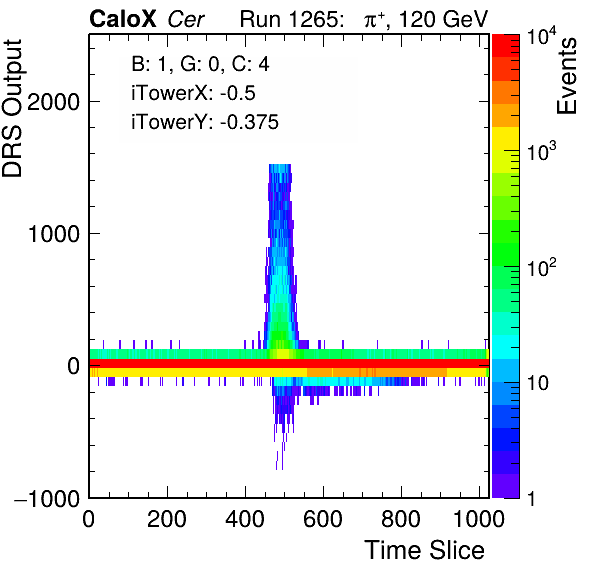 CaloX Cer Run 1265: π⁺, 120 GeV
B: 1, G: 0, C: 4
iTowerX: -0.5
iTowerY: -0.375
DRS Output
2000
1000
0
−1000
0 200 400 600 800 1000
Time Slice
10⁴
10³
10²
10
1
Events